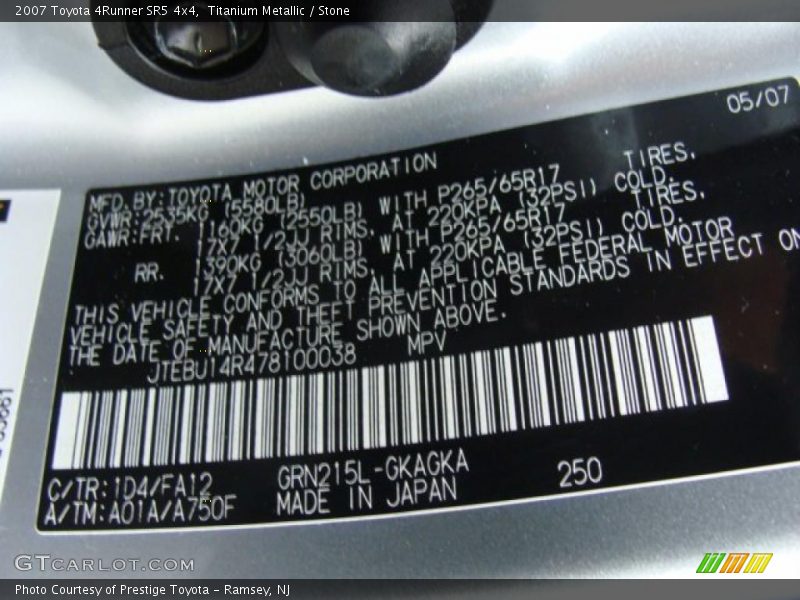 2007 Toyota 4Runner SR5 4x4, Titanium Metallic / Stone
05/07
MFD. BY: TOYOTA MOTOR CORPORATION
GVWR: 2535KG (5580LB)
GAWR: FRT. 1160KG (2550LB) WITH P265/65R17 TIRES,
17X7 1/2JJ RIMS, AT 220KPA (32PSI) COLD.
RR. 1390KG (3060LB) WITH P265/65R17 TIRES,
17X7 1/2JJ RIMS, AT 220KPA (32PSI) COLD.
THIS VEHICLE CONFORMS TO ALL APPLICABLE FEDERAL MOTOR
VEHICLE SAFETY AND THEFT PREVENTION STANDARDS IN EFFECT ON
THE DATE OF MANUFACTURE SHOWN ABOVE.
JTEBU14R478100038 MPV
C/TR: 1D4/FA12 GRN215L-GKAGKA 250
A/TM: A01A/A750F MADE IN JAPAN
GTCARLOT.COM
Photo Courtesy of Prestige Toyota - Ramsey, NJ